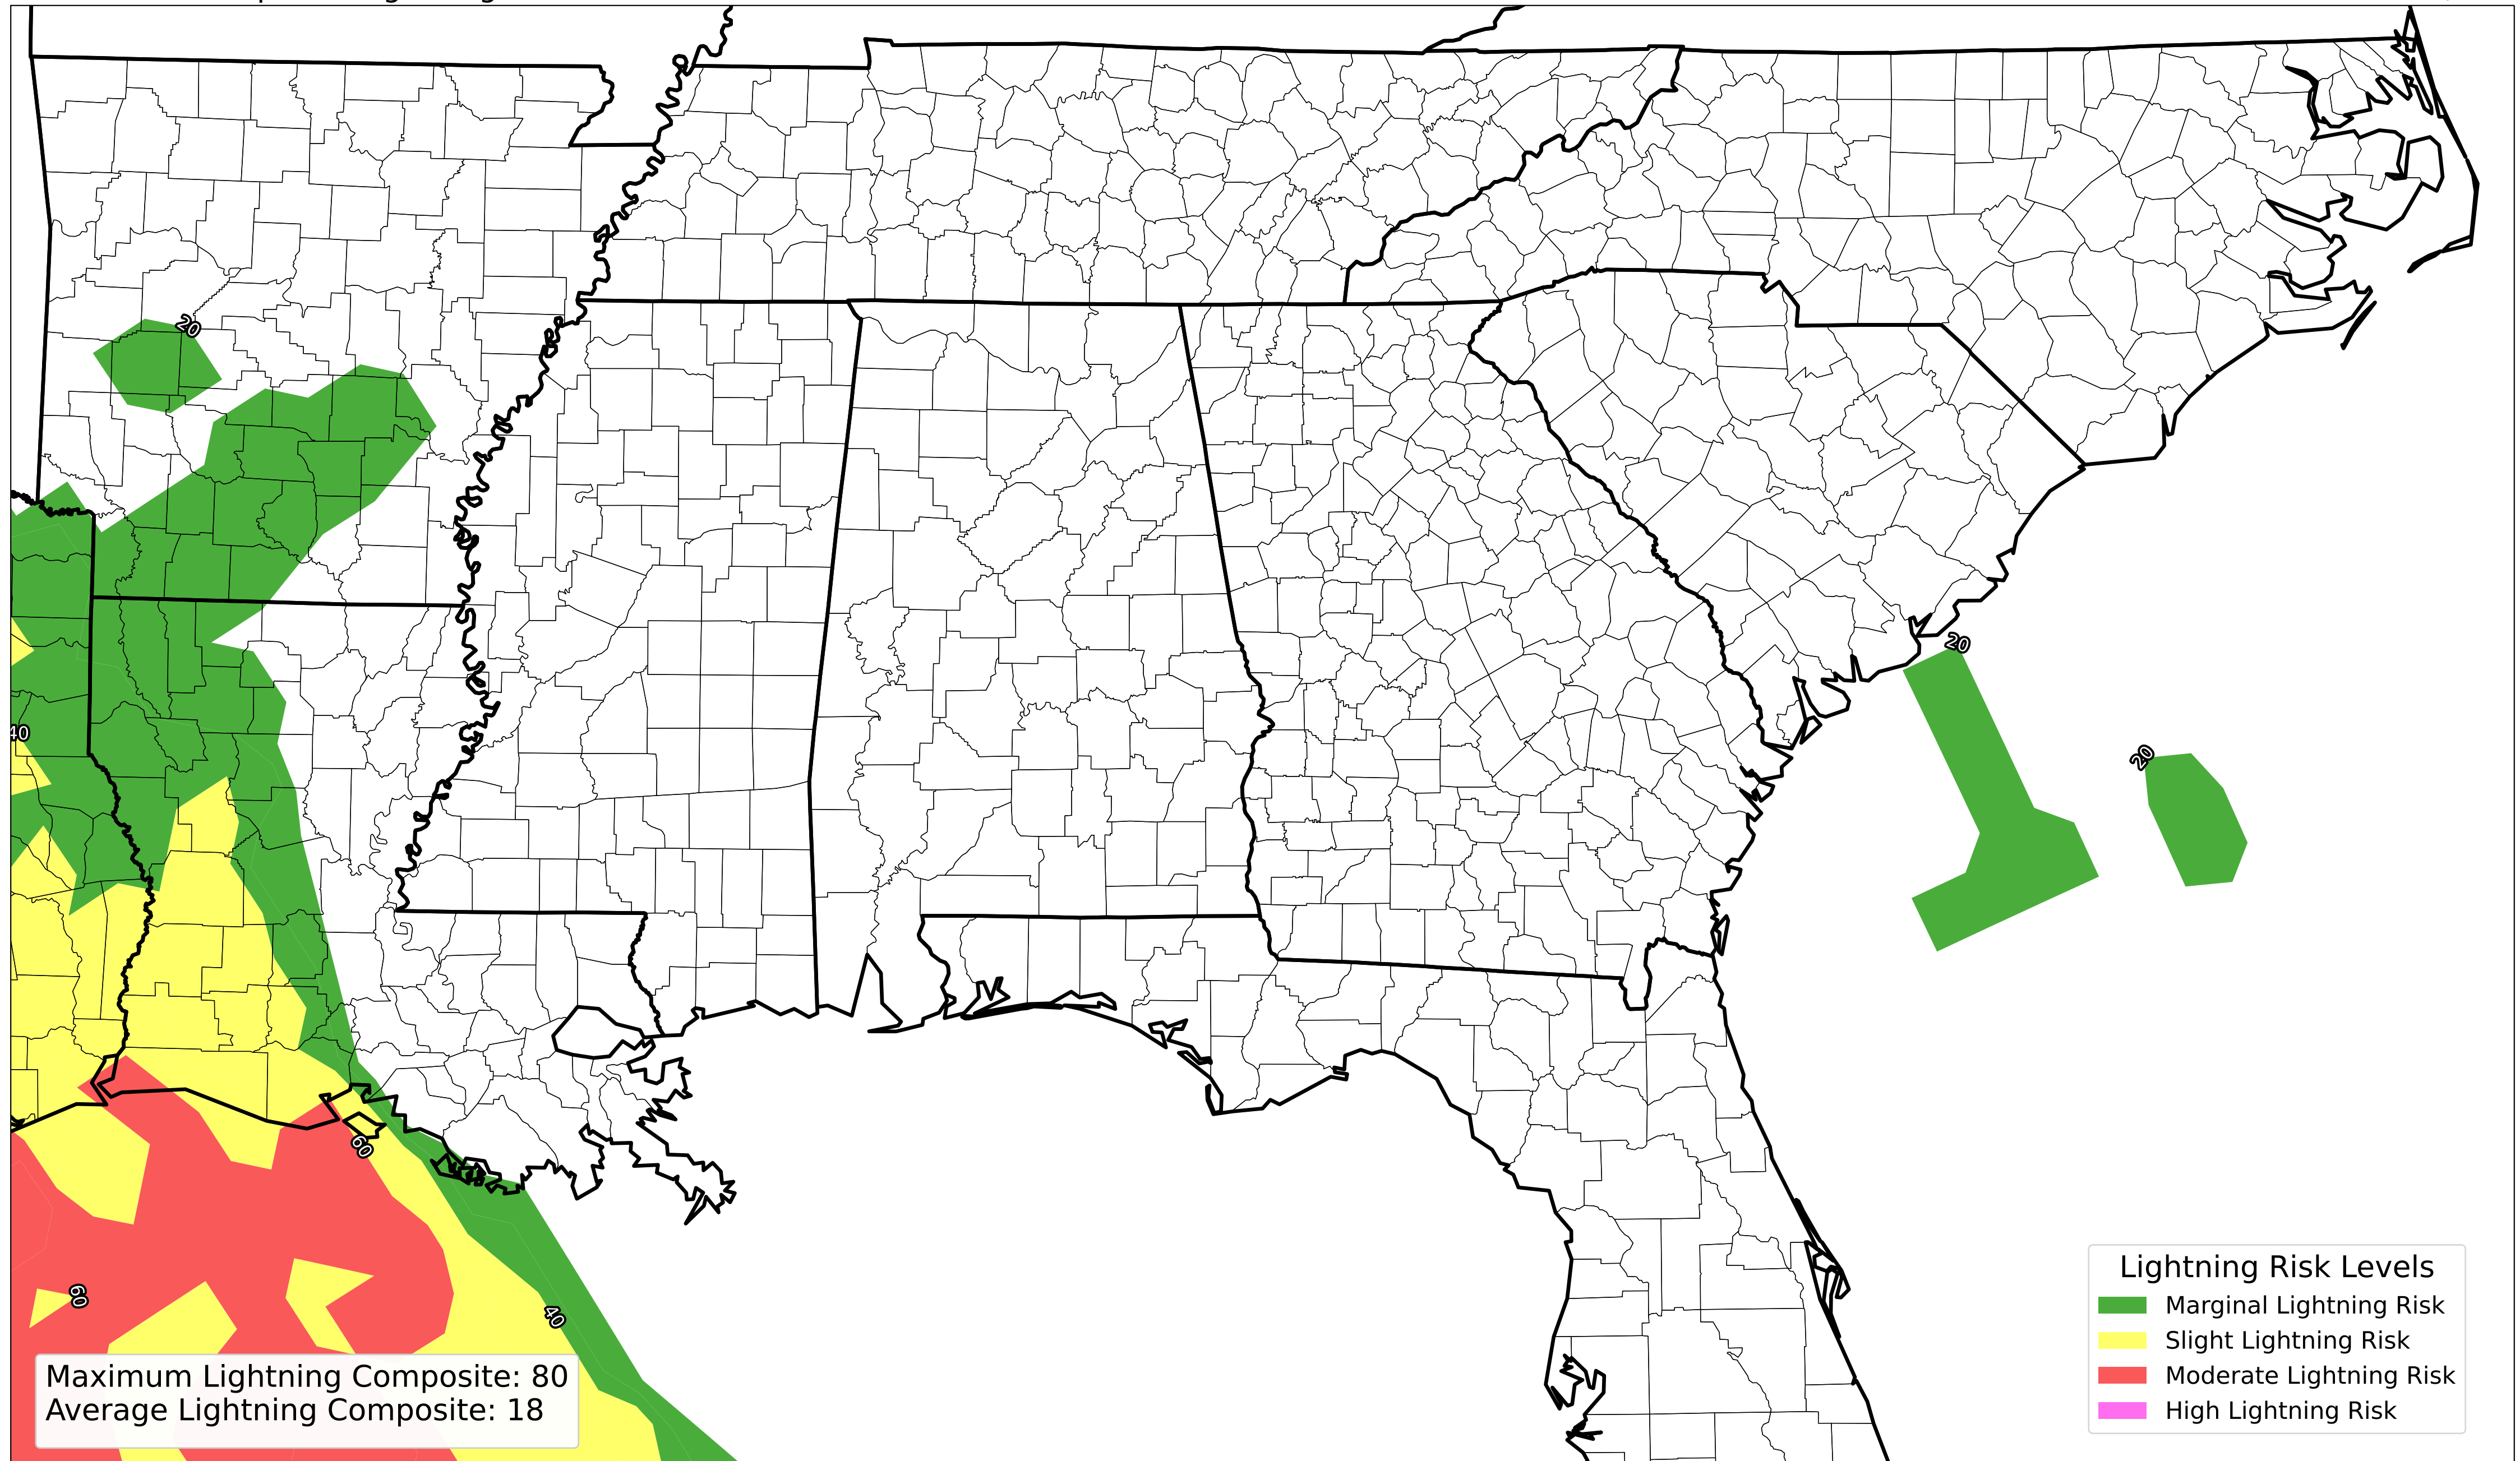 20
20
40
20
60
60
40
Maximum Lightning Composite: 80
Average Lightning Composite: 18
Lightning Risk Levels
Marginal Lightning Risk
Slight Lightning Risk
Moderate Lightning Risk
High Lightning Risk